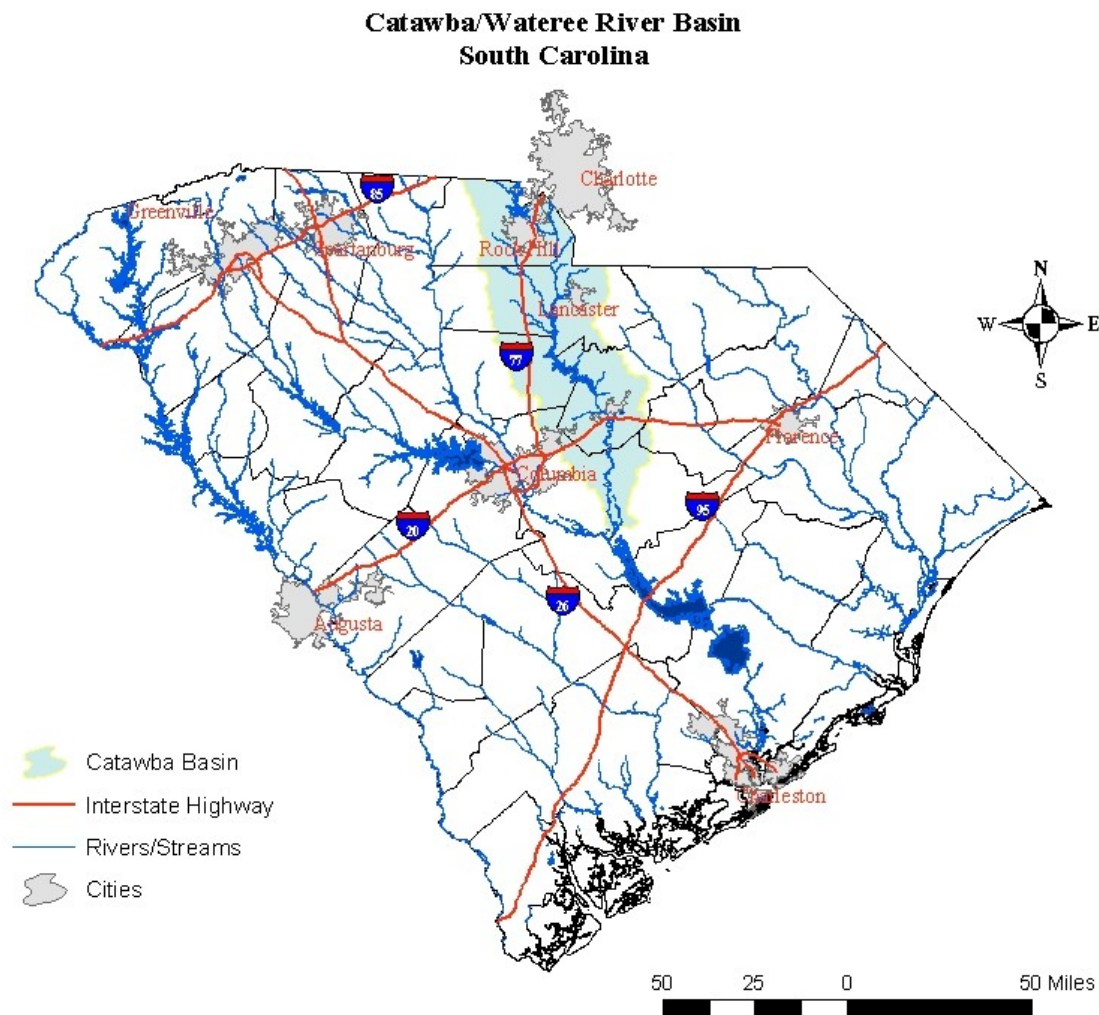 Catawba/Wateree River Basin
South Carolina
Charlotte
85
Greenville
Spartanburg
Rock Hill
N
Lancaster
W
E
77
S
Florence
Columbia
95
20
26
Augusta
Catawba Basin
Charleston
Interstate Highway
Rivers/Streams
Cities
50 25 0 50 Miles